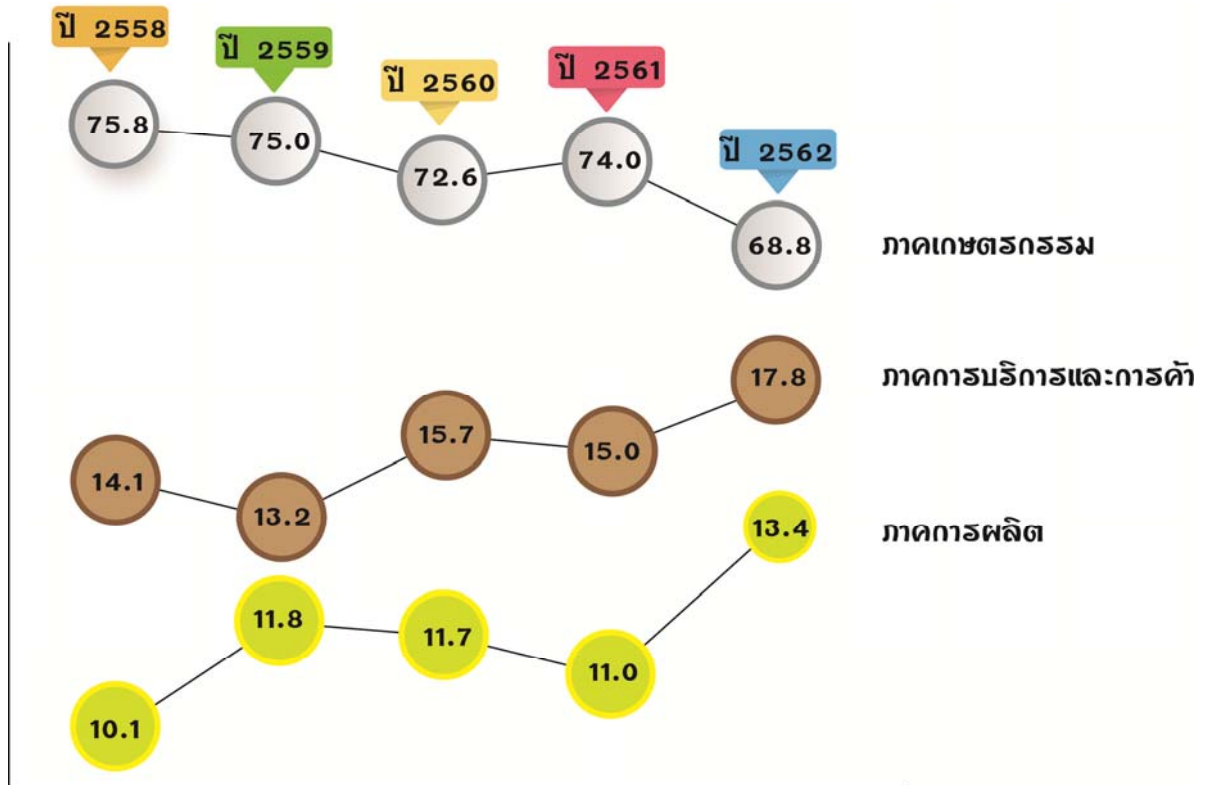 ปี 2558
ปี 2559
ปี 2560
ปี 2561
ปี 2562
75.8
75.0
72.6
74.0
68.8
ภาคเกษตรกรรม
14.1
13.2
15.7
15.0
17.8
ภาคการบริการและการค้า
10.1
11.8
11.7
11.0
13.4
ภาคการผลิต